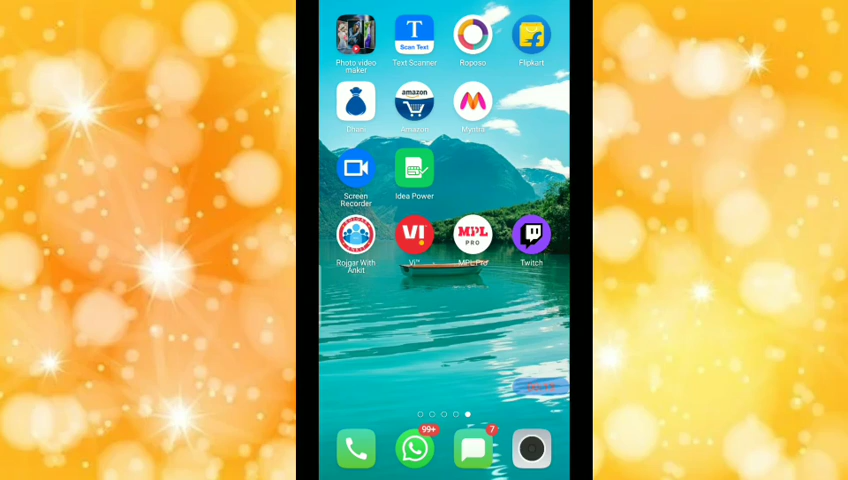 Photo video
maker
T
Scan Text
Text Scanner
Roposo
Flipkart
Dhani
amazon
Amazon
Myntra
Screen
Recorder
Idea Power
Rojgar With
Ankit
V!
Vi™
MPL
PRO
MPL Pro
Twitch
99+
7